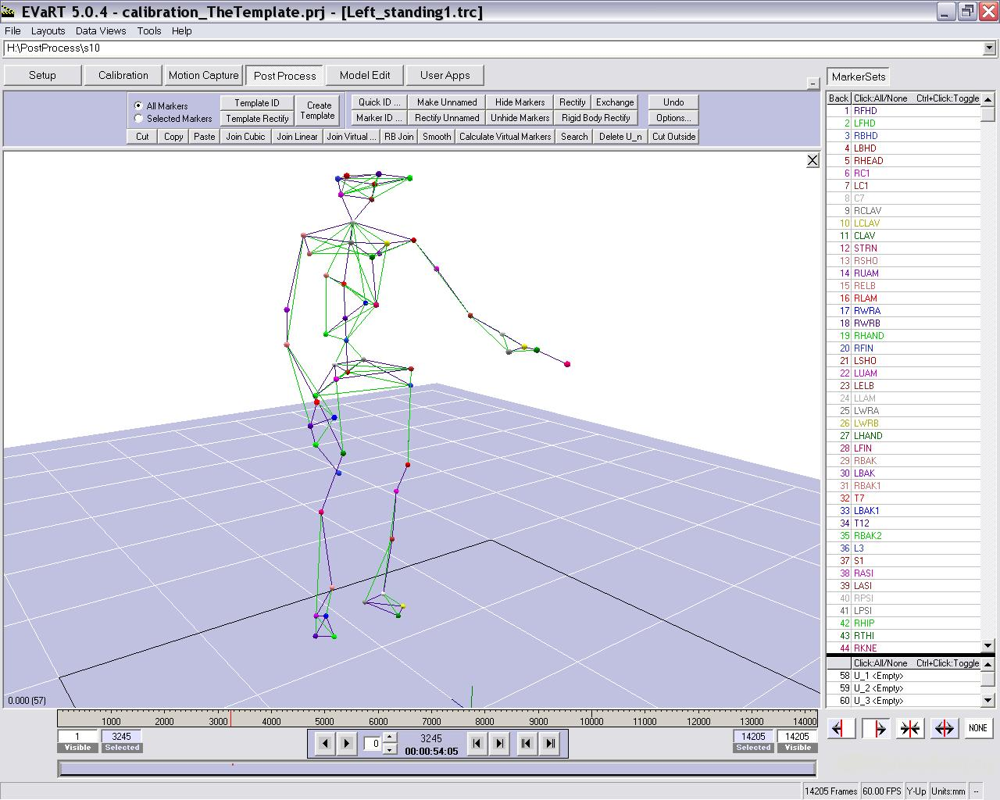 EVaRT 5.0.4 - calibration_TheTemplate.prj - [Left_standing1.trc]
File Layouts Data Views Tools Help
H:\PostProcess\s10
Setup Calibration Motion Capture Post Process Model Edit User Apps
MarkerSets
All Markers
Selected Markers
Template ID
Template Rectify
Create
Template
Quick ID ... Make Unnamed Hide Markers Rectify Exchange Undo
Marker ID ... Rectify Unnamed Unhide Markers Rigid Body Rectify Options...
Cut Copy Paste Join Cubic Join Linear Join Virtual ... RB Join Smooth Calculate Virtual Markers Search Delete U_n Cut Outside
Back Click:All/None Ctrl+Click:Toggle
1 RFHD
2 LFHD
3 RBHD
4 LBHD
5 RHEAD
6 RC1
7 LC1
8 C7
9 RCLAV
10 LCLAV
11 CLAV
12 STRN
13 RSHO
14 RUAM
15 RELB
16 RLAM
17 RWRA
18 RWRB
19 RHAND
20 RFIN
21 LSHO
22 LUAM
23 LELB
24 LLAM
25 LWRA
26 LWRB
27 LHAND
28 LFIN
29 RBAK
30 LBAK
31 RBAK1
32 T7
33 LBAK1
34 T12
35 RBAK2
36 L3
37 S1
38 RASI
39 LASI
40 RPSI
41 LPSI
42 RHIP
43 RTHI
44 RKNE
Click:All/None Ctrl+Click:Toggle
58 U_1 <Empty>
59 U_2 <Empty>
60 U_3 <Empty>
0.000 (57)
1000 2000 3000 4000 5000 6000 7000 8000 9000 10000 11000 12000 13000 14000
1 3245
Visible Selected
0
3245
00:00:54:05
14205 14205
Selected Visible
NONE
14205 Frames 60.00 FPS Y-Up Units:mm --